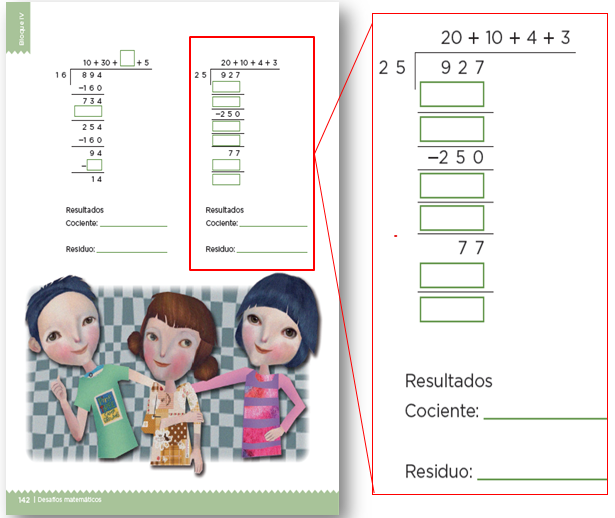 Bloque IV
10 + 30 + + 5
16 894
−160
734
254
−160
94
−
14
Resultados
Cociente:
Residuo:
20 + 10 + 4 + 3
25 927
−250
77
Resultados
Cociente:
Residuo:
142 | Desafíos matemáticos
20 + 10 + 4 + 3
25 927
−250
77
Resultados
Cociente:
Residuo: